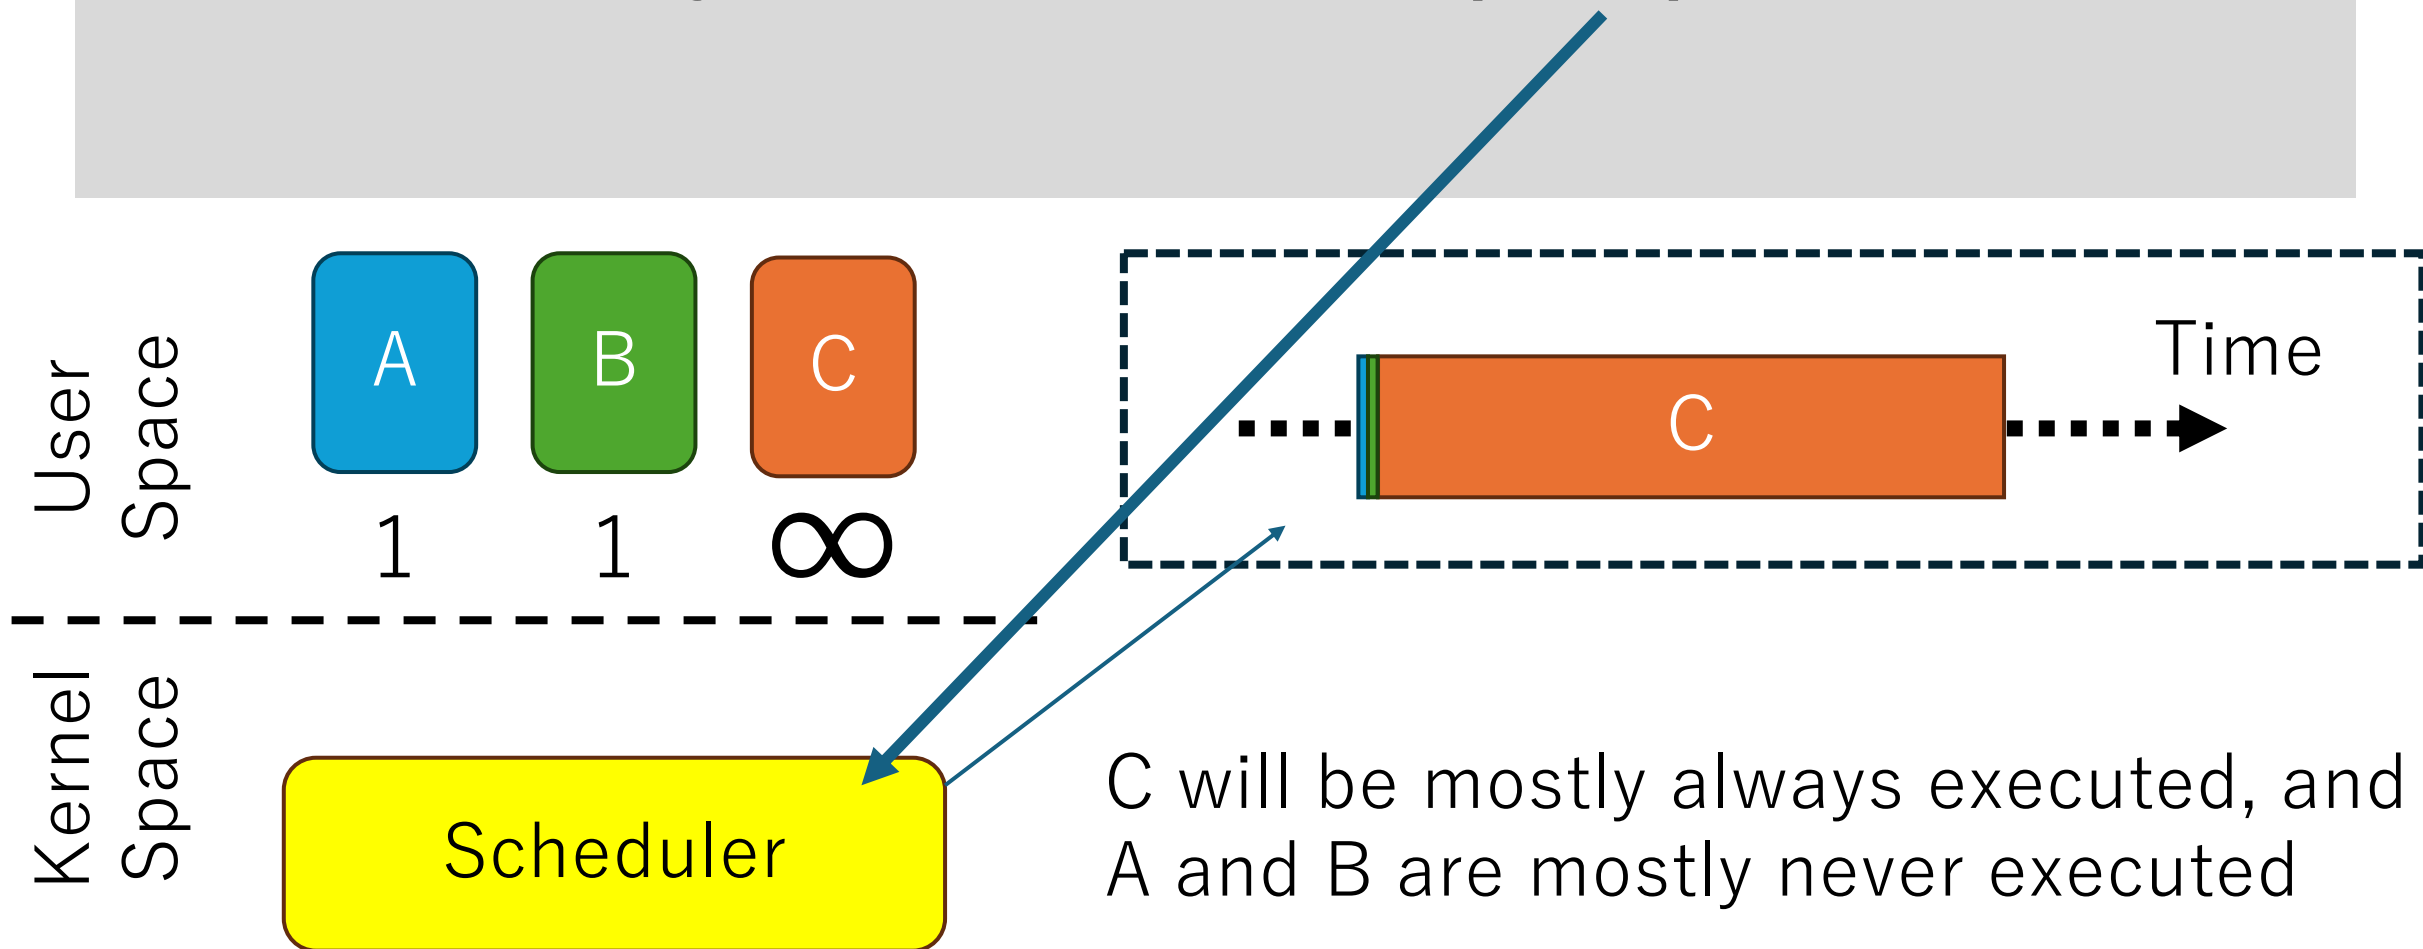 A
B
C
1
1
∞
User
Space
Time
C
Kernel
Space
Scheduler
C will be mostly always executed, and
A and B are mostly never executed